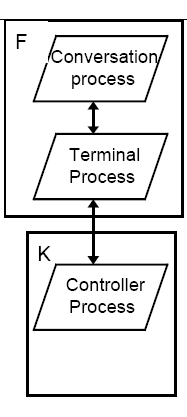 F
Conversation
process
Terminal
Process
K
Controller
Process